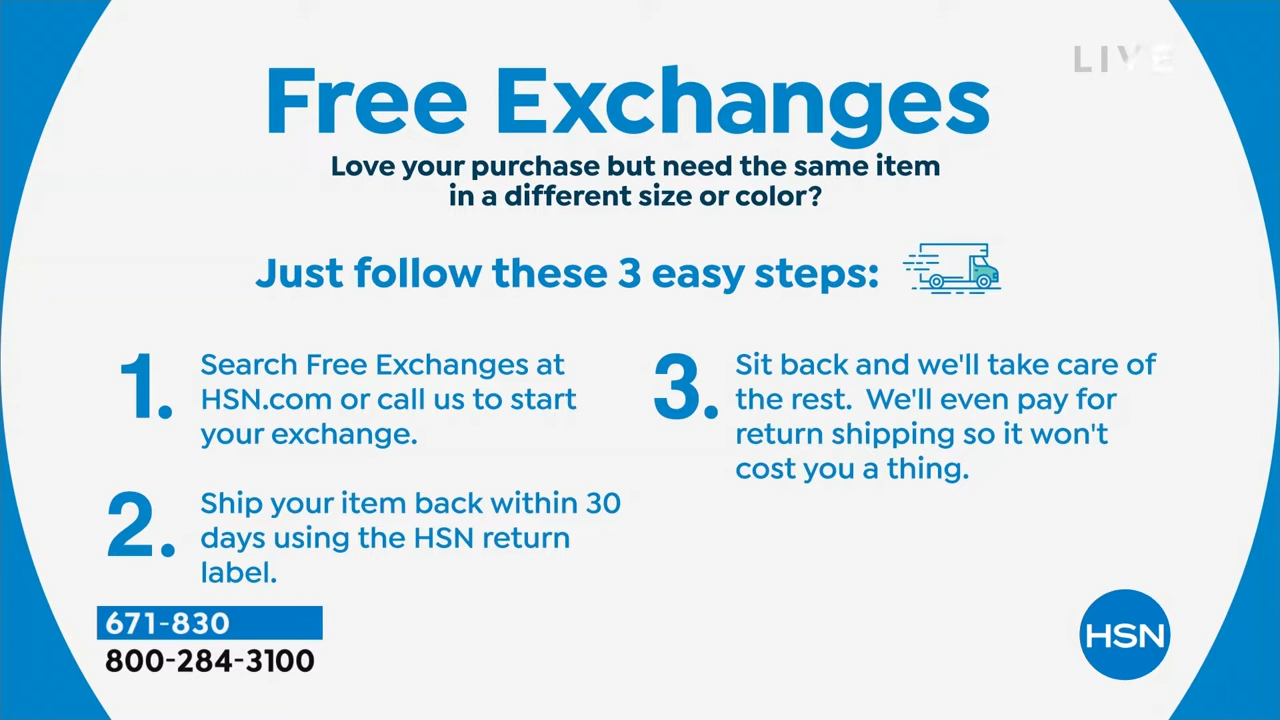 LIVE
Free Exchanges
Love your purchase but need the same item
in a different size or color?
Just follow these 3 easy steps:
1. Search Free Exchanges at
HSN.com or call us to start
your exchange.
2. Ship your item back within 30
days using the HSN return
label.
3. Sit back and we'll take care of
the rest. We'll even pay for
return shipping so it won't
cost you a thing.
671-830
800-284-3100
HSN